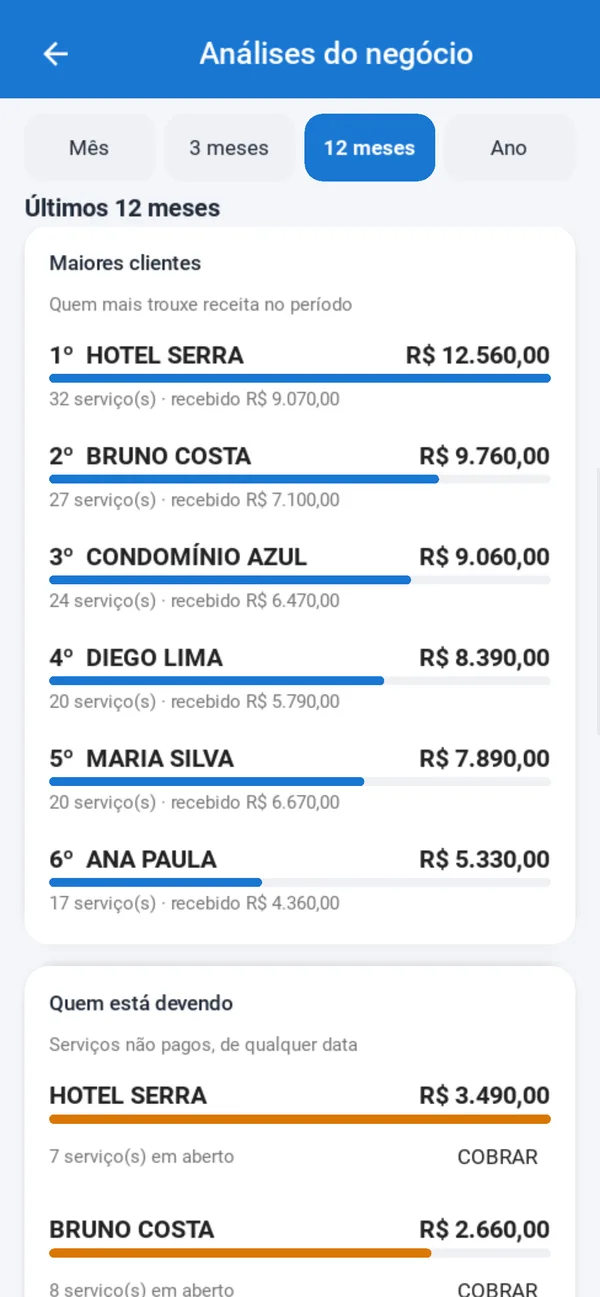 Análises do negócio
Mês 3 meses 12 meses Ano
Últimos 12 meses
Maiores clientes
Quem mais trouxe receita no período
1º HOTEL SERRA R$ 12.560,00
32 serviço(s) · recebido R$ 9.070,00
2º BRUNO COSTA R$ 9.760,00
27 serviço(s) · recebido R$ 7.100,00
3º CONDOMÍNIO AZUL R$ 9.060,00
24 serviço(s) · recebido R$ 6.470,00
4º DIEGO LIMA R$ 8.390,00
20 serviço(s) · recebido R$ 5.790,00
5º MARIA SILVA R$ 7.890,00
20 serviço(s) · recebido R$ 6.670,00
6º ANA PAULA R$ 5.330,00
17 serviço(s) · recebido R$ 4.360,00
Quem está devendo
Serviços não pagos, de qualquer data
HOTEL SERRA R$ 3.490,00
7 serviço(s) em aberto COBRAR
BRUNO COSTA R$ 2.660,00
8 serviço(s) em aberto COBRAR